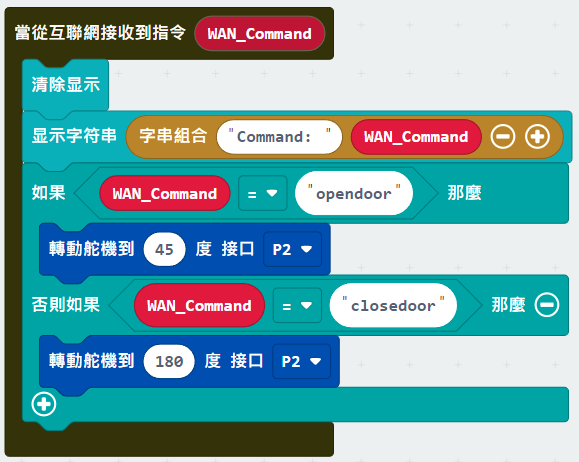 當從互聯網接收到指令 WAN_Command
清除显示
显示字符串 字串組合 "Command: " WAN_Command
如果 WAN_Command = "opendoor" 那麼
轉動舵機到 45 度 接口 P2
否則如果 WAN_Command = "closedoor" 那麼
轉動舵機到 180 度 接口 P2